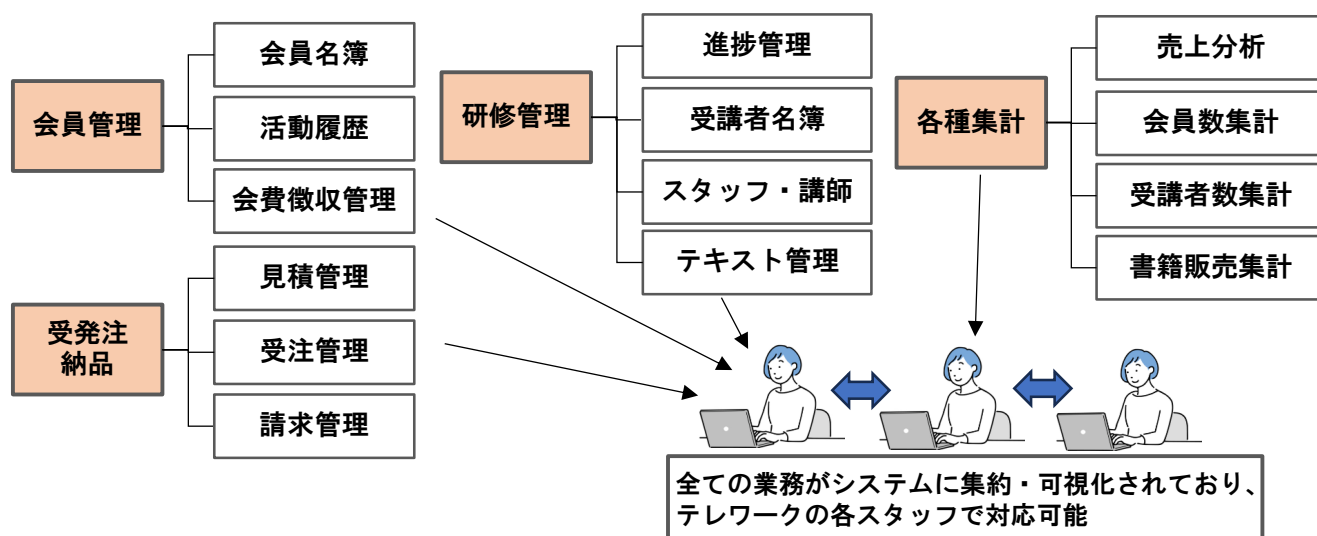 会員管理
会員名簿
活動履歴
会費徴収管理
受発注
納品
見積管理
受注管理
請求管理
研修管理
進捗管理
受講者名簿
スタッフ・講師
テキスト管理
各種集計
売上分析
会員数集計
受講者数集計
書籍販売集計
全ての業務がシステムに集約・可視化されており、
テレワークの各スタッフで対応可能